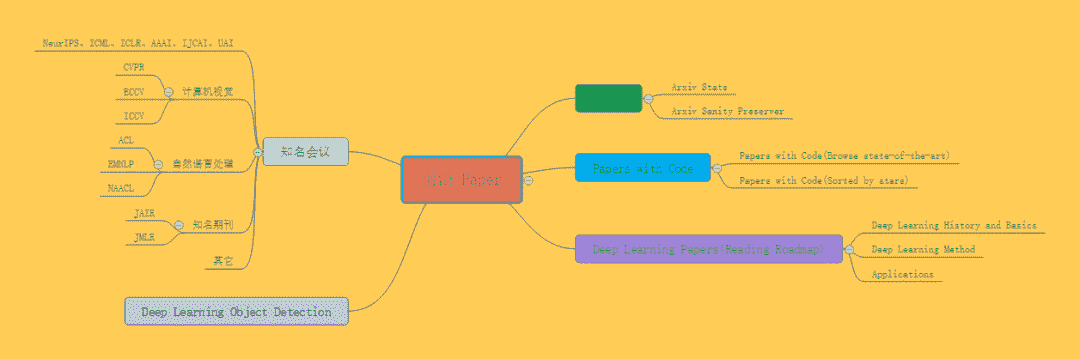 NeurIPS、ICML、ICLR、AAAI、IJCAI、UAI
CVPR
ECCV
ICCV
计算机视觉
ACL
EMNLP
NAACL
自然语言处理
JAIR
JMLR
知名期刊
其它
知名会议
Deep Learning Object Detection
Paper
Arxiv Stats
Arxiv Sanity Preserver
Papers with Code
Papers with Code(Browse state-of-the-art)
Papers with Code(Sorted by stars)
Deep Learning Papers(Reading Roadmap)
Deep Learning History and Basics
Deep Learning Method
Applications